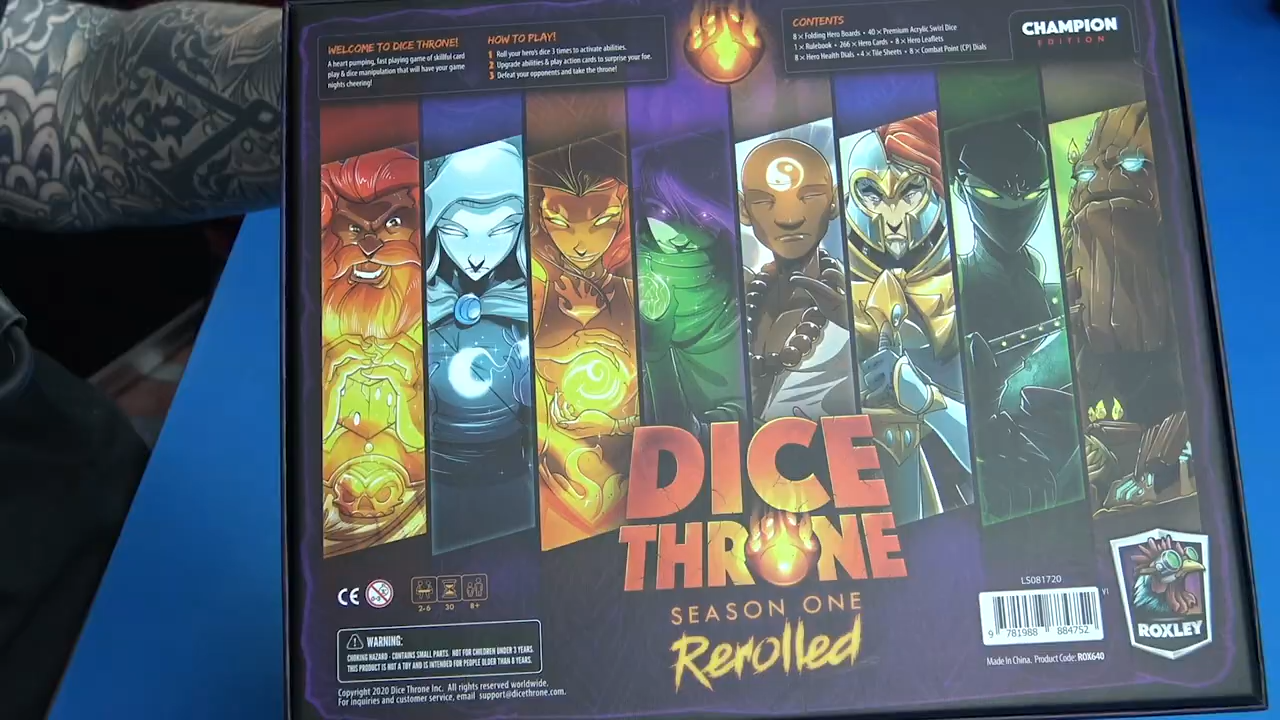 WELCOME TO DICE THRONE!
A heart pumping, fast playing game of skillful card
play & dice manipulation that will have your game
nights cheering!
HOW TO PLAY!
1 Roll your hero's dice 3 times to activate abilities.
2 Upgrade abilities & play action cards to surprise your foe.
3 Defeat your opponents and take the throne!
CONTENTS
8 × Folding Hero Boards • 40 × Premium Acrylic Swirl Dice
1 × Rulebook • 266 × Hero Cards • 8 × Hero Leaflets
8 × Hero Health Dials • 4 × Tile Sheets • 8 × Combat Point (CP) Dials
CHAMPION
EDITION
DICE
THRONE
SEASON ONE
Rerolled
CE
0-3
2-6 30 8+
WARNING:
CHOKING HAZARD - CONTAINS SMALL PARTS. NOT FOR CHILDREN UNDER 3 YEARS.
THIS PRODUCT IS NOT A TOY AND IS INTENDED FOR PEOPLE OLDER THAN 8 YEARS.
Copyright 2020 Dice Throne Inc. All rights reserved worldwide.
For inquiries and customer service, email support@dicethrone.com.
LS081720
V1
9 781988 884752
Made in China. Product Code: ROX640
ROXLEY